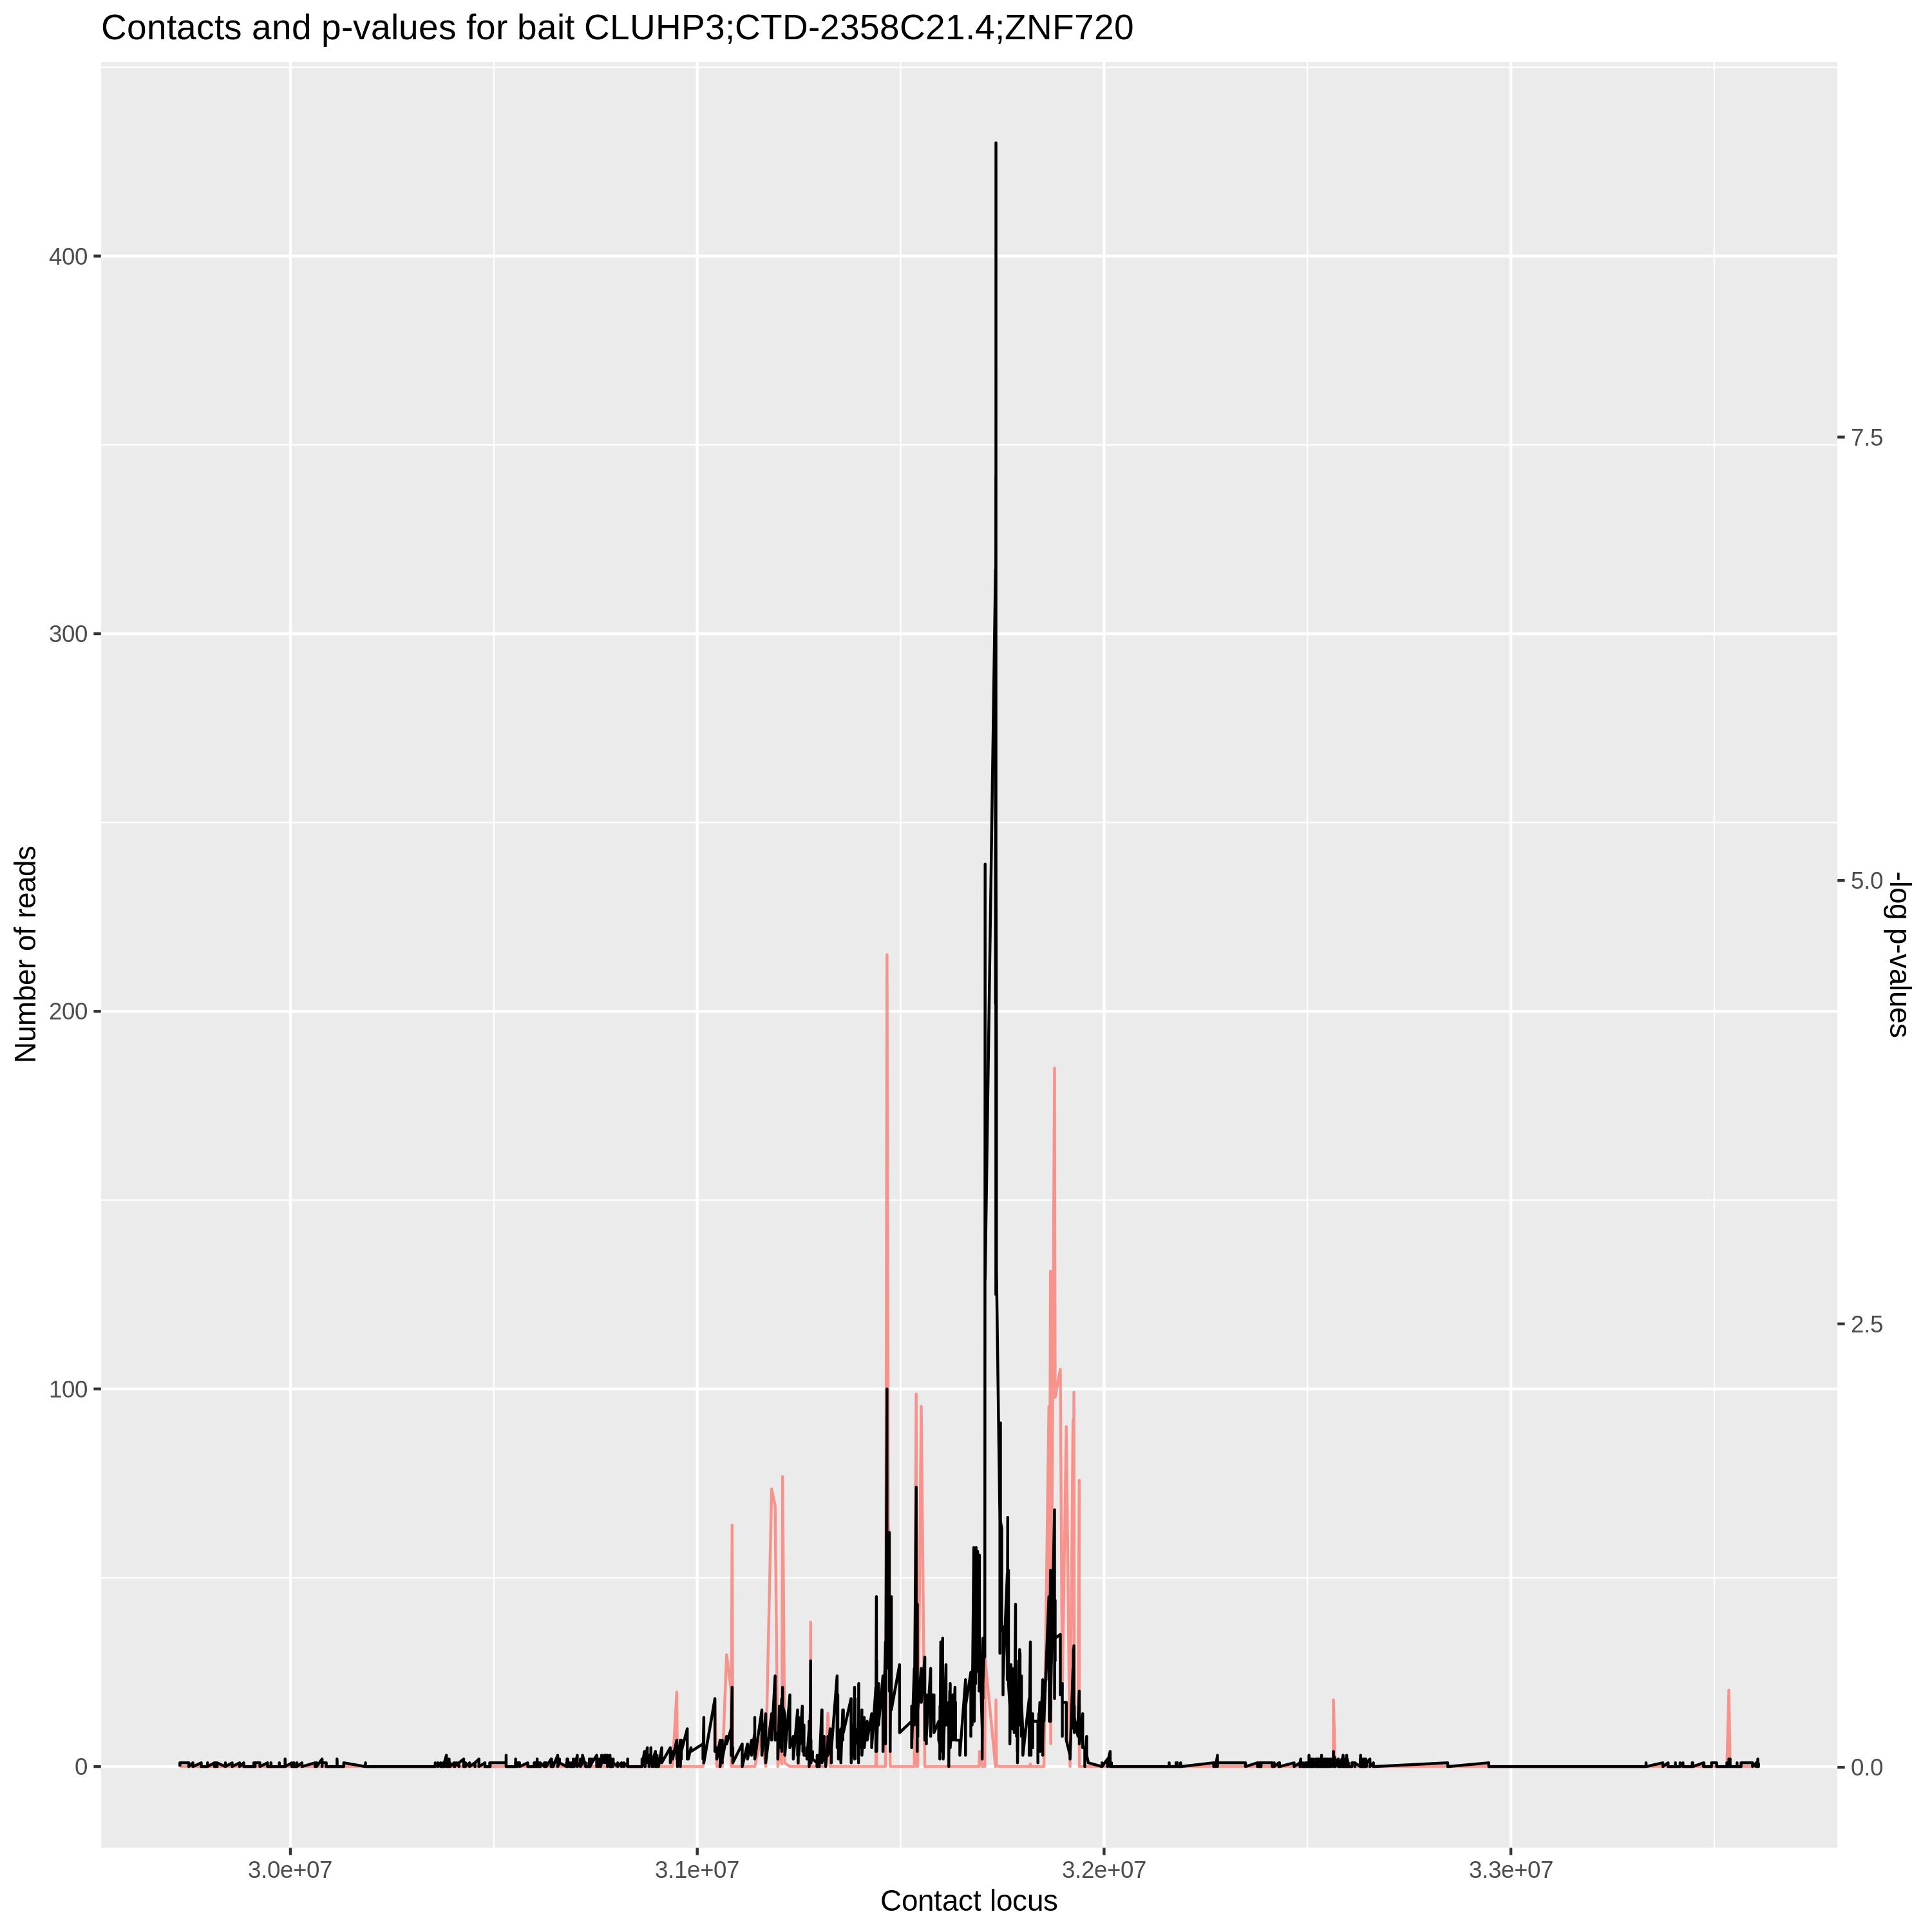 Contacts and p-values for bait CLUHP3;CTD-2358C21.4;ZNF720
400
300
200
100
0
Number of reads
7.5
5.0
2.5
0.0
-log p-values
3.0e+07
3.1e+07
3.2e+07
3.3e+07
Contact locus